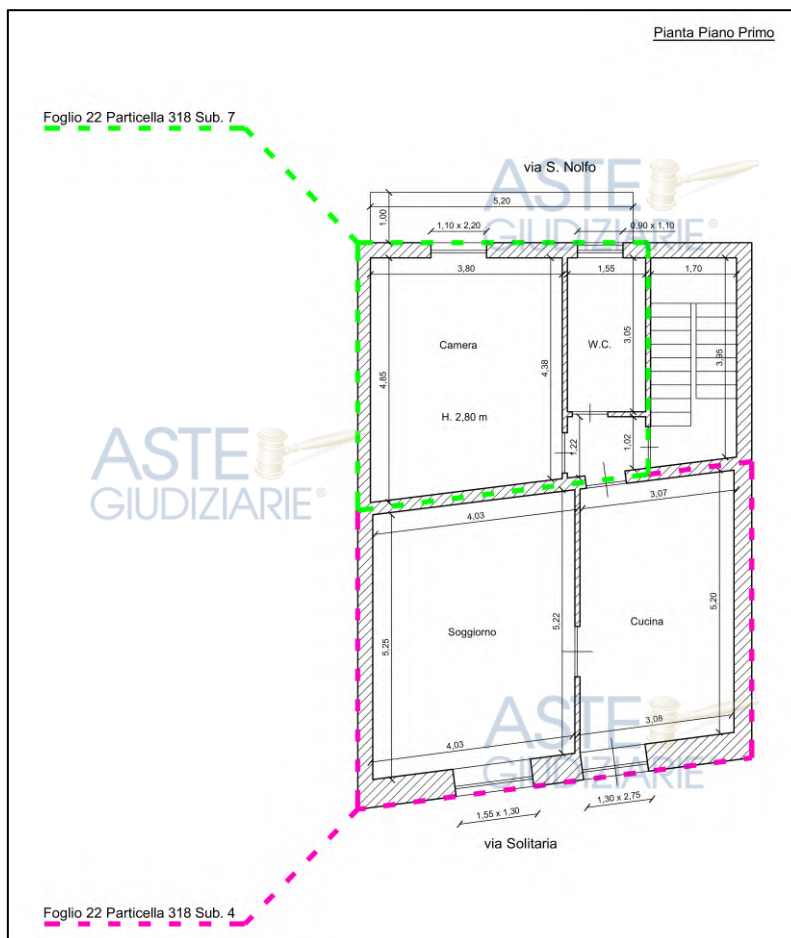 Pianta Piano Primo
Foglio 22 Particella 318 Sub. 7
via S. Nolfo
ASTE
GIUDIZIARIE®
5,20
1,00
1,10 x 2,20
0.90 x 1,10
3,80
1,55
1,70
Camera
W.C.
3,05
3,95
4,85
4,38
H. 2,80 m
ASTE
GIUDIZIARIE®
1,22
1,02
4,03
3,07
Soggiorno
Cucina
5,25
5,22
5,20
ASTE
GIUDIZIARIE®
4,03
3,08
1,55 x 1,30
1,30 x 2,75
via Solitaria
Foglio 22 Particella 318 Sub. 4